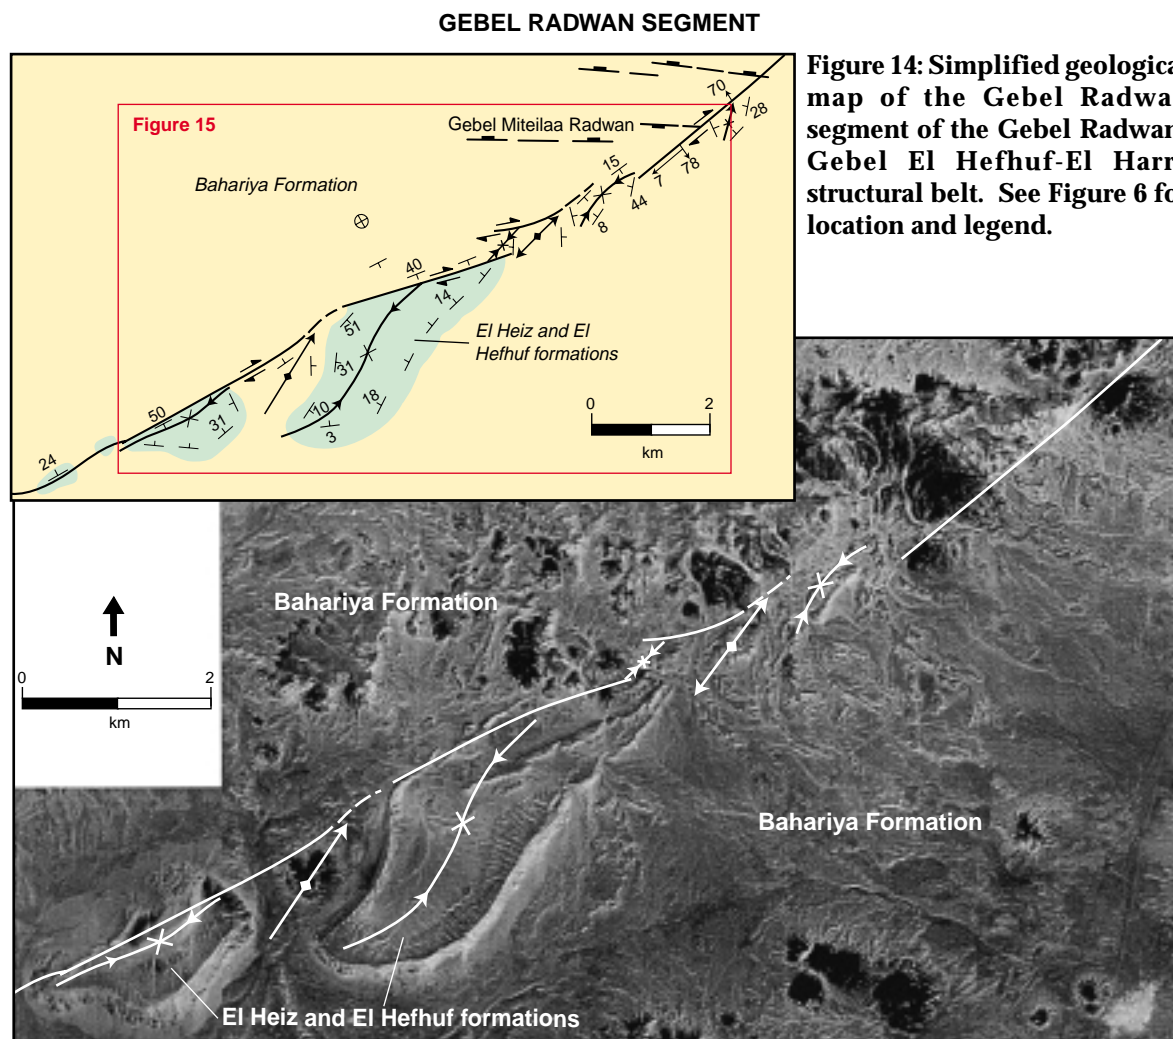 GEBEL RADWAN SEGMENT
Figure 14: Simplified geologica
map of the Gebel Radwa
segment of the Gebel Radwan
Gebel El Hefhuf-El Harr
structural belt. See Figure 6 fo
location and legend.
Figure 15
Gebel Miteilaa Radwan
Bahariya Formation
70
28
78
7
15
44
8
40
14
51
El Heiz and El
Hefhuf formations
31
18
10
3
50
31
24
0 2
km
N
0 2
km
Bahariya Formation
Bahariya Formation
El Heiz and El Hefhuf formations